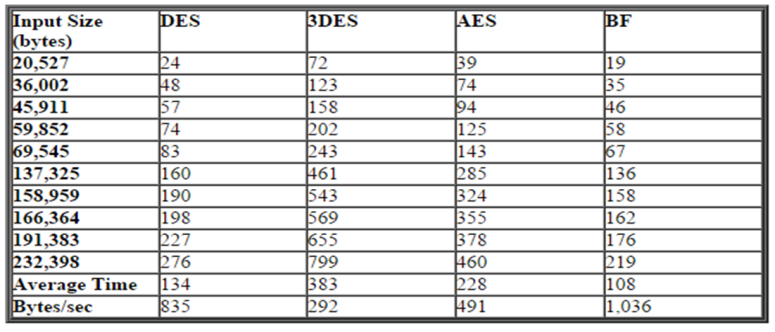 Input Size (bytes) DES 3DES AES BF
20,527 24 72 39 19
36,002 48 123 74 35
45,911 57 158 94 46
59,852 74 202 125 58
69,545 83 243 143 67
137,325 160 461 285 136
158,959 190 543 324 158
166,364 198 569 355 162
191,383 227 655 378 176
232,398 276 799 460 219
Average Time 134 383 228 108
Bytes/sec 835 292 491 1,036